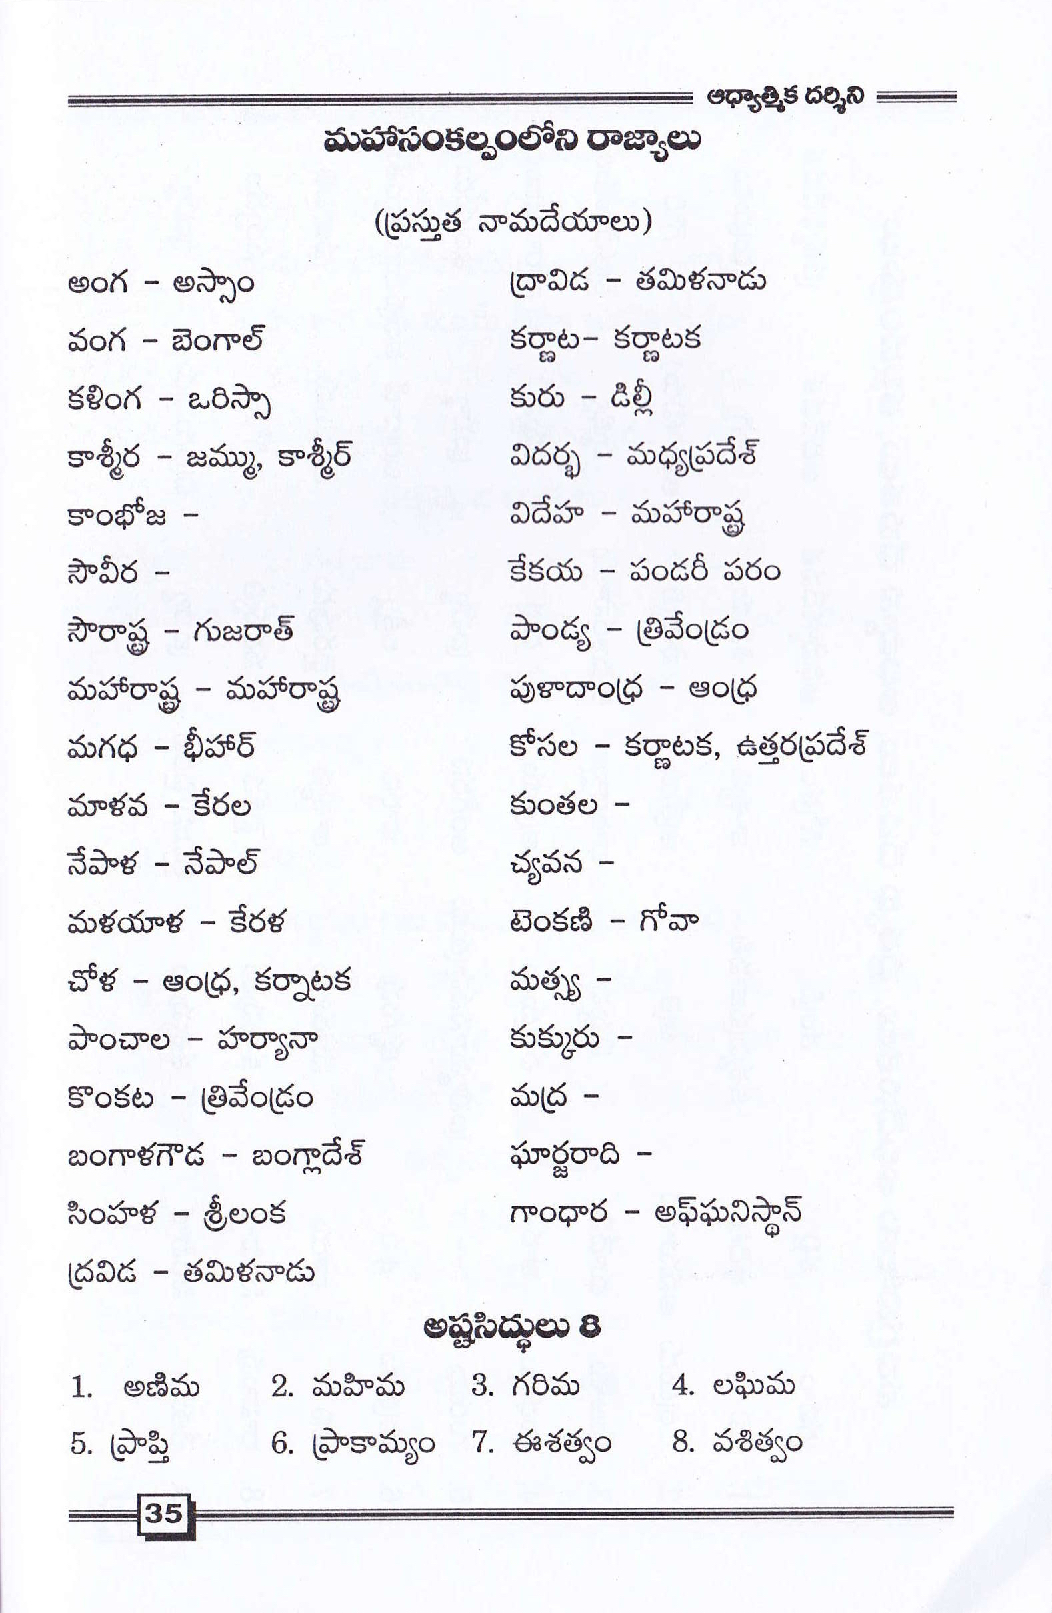 ఆధ్యాత్మిక దర్శిని
మహాసంకల్పంలోని రాజ్యాలు
(ప్రస్తుత నామదేయాలు)
అంగ - అస్సాం
వంగ - బెంగాల్
కళింగ - ఒరిస్సా
కాశ్మీర - జమ్ము, కాశ్మీర్
కాంభోజ -
సౌవీర -
సౌరాష్ట్ర - గుజరాత్
మహారాష్ట్ర - మహారాష్ట్ర
మగధ - భీహార్
మాళవ - కేరల
నేపాళ - నేపాల్
మళయాళ - కేరళ
చోళ - ఆంధ్ర, కర్నాటక
పాంచాల - హర్యానా
కొంకట - త్రివేండ్రం
బంగాళగౌడ - బంగ్లాదేశ్
సింహళ - శ్రీలంక
ద్రవిడ - తమిళనాడు
ద్రావిడ - తమిళనాడు
కర్ణాట- కర్ణాటక
కురు - డిల్లీ
విదర్భ - మధ్యప్రదేశ్
విదేహ - మహారాష్ట్ర
కేకయ - పండరీ పరం
పాండ్య - త్రివేండ్రం
పుళాదాంధ్ర - ఆంధ్ర
కోసల - కర్ణాటక, ఉత్తరప్రదేశ్
కుంతల -
చ్యవన -
టెంకణి - గోవా
మత్స్య -
కుక్కురు -
మద్ర -
ఘూర్జరాది -
గాంధార - అఫ్ఘనిస్థాన్
అష్టసిద్ధులు 8
1. అణిమ 2. మహిమ 3. గరిమ 4. లఘిమ
5. ప్రాప్తి 6. ప్రాకామ్యం 7. ఈశత్వం 8. వశిత్వం
35